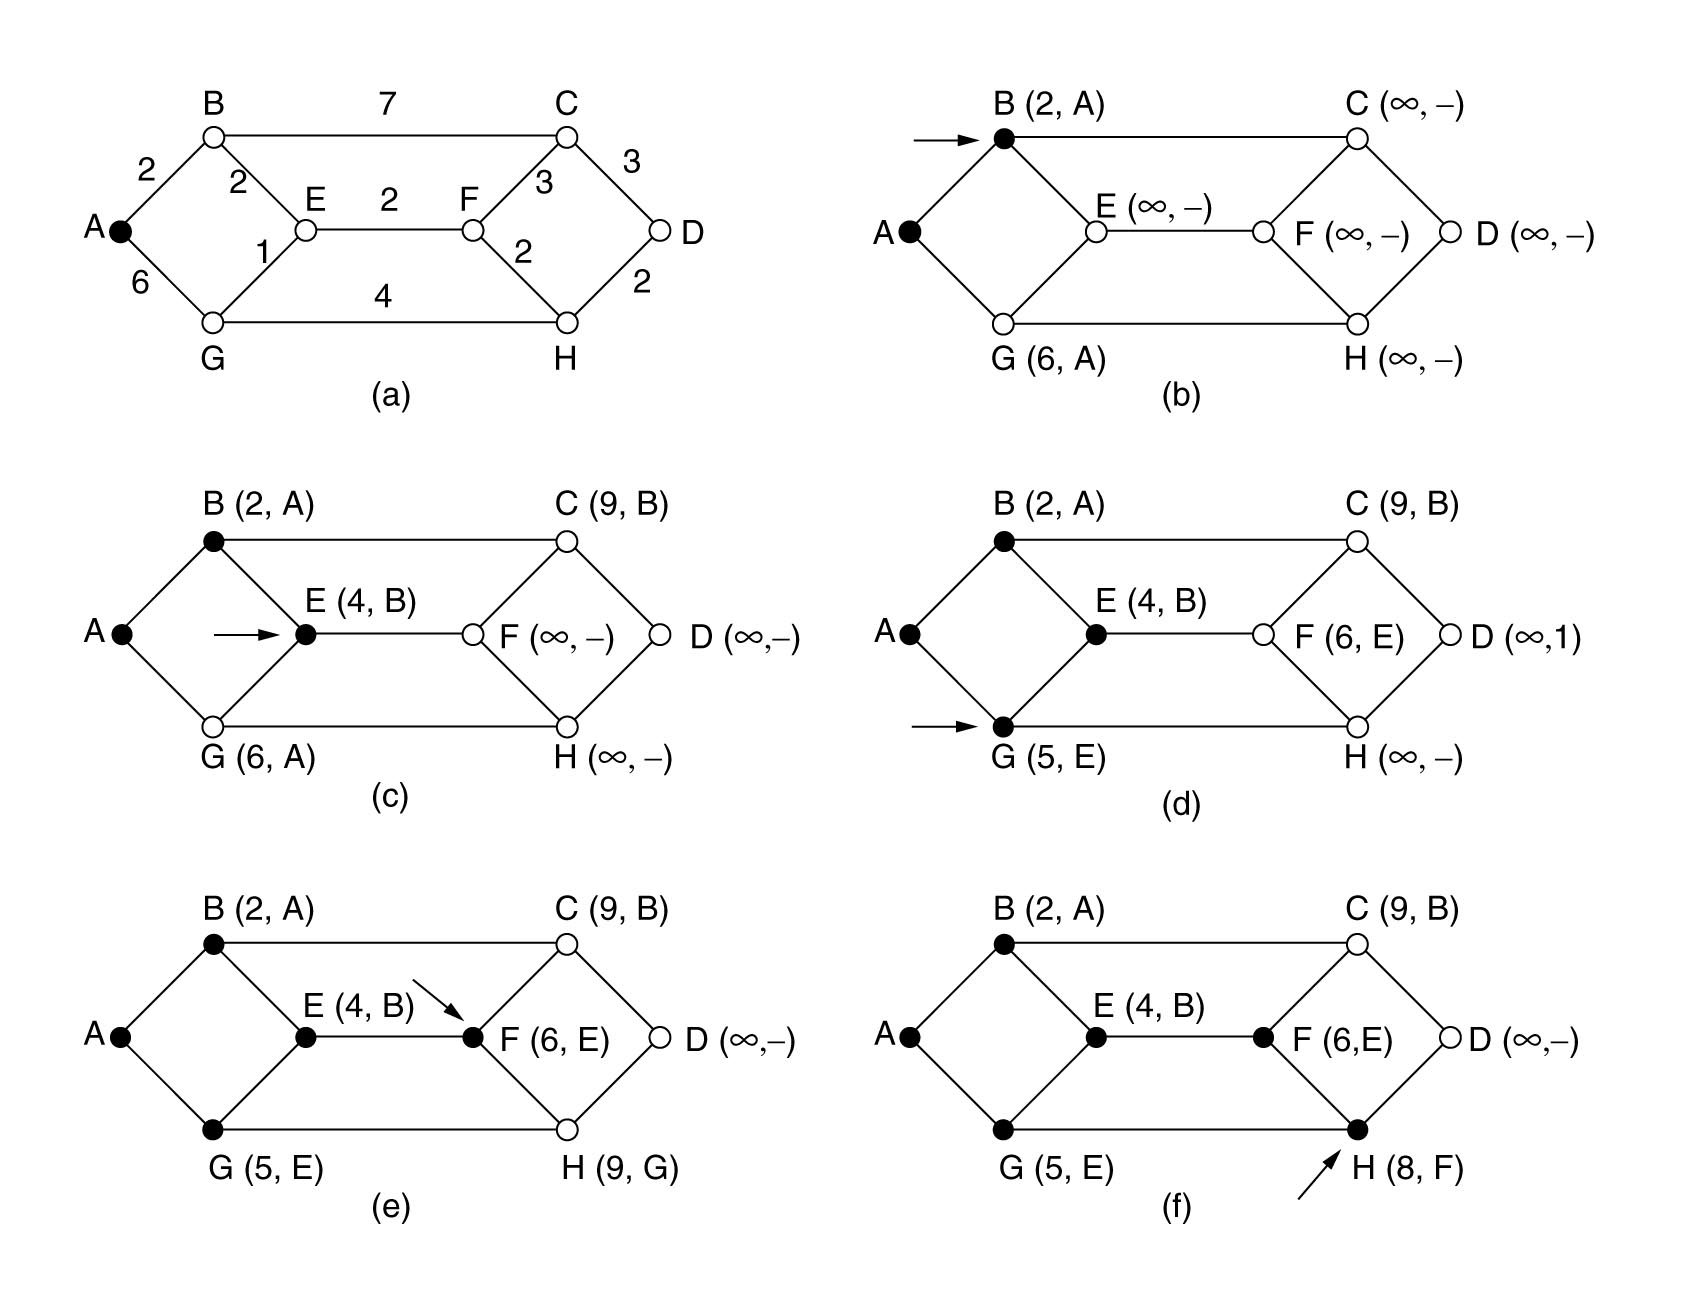 B 7 C
2 2 3 3
A E 2 F D
6 1 2 2
4
G H
(a)
B (2, A) C (∞, −)
E (∞, −)
A F (∞, −) D (∞, −)
G (6, A) H (∞, −)
(b)
B (2, A) C (9, B)
E (4, B)
A F (∞, −) D (∞,−)
G (6, A) H (∞, −)
(c)
B (2, A) C (9, B)
E (4, B)
A F (6, E) D (∞,1)
G (5, E) H (∞, −)
(d)
B (2, A) C (9, B)
E (4, B)
A F (6, E) D (∞,−)
G (5, E) H (9, G)
(e)
B (2, A) C (9, B)
E (4, B)
A F (6,E) D (∞,−)
G (5, E) H (8, F)
(f)